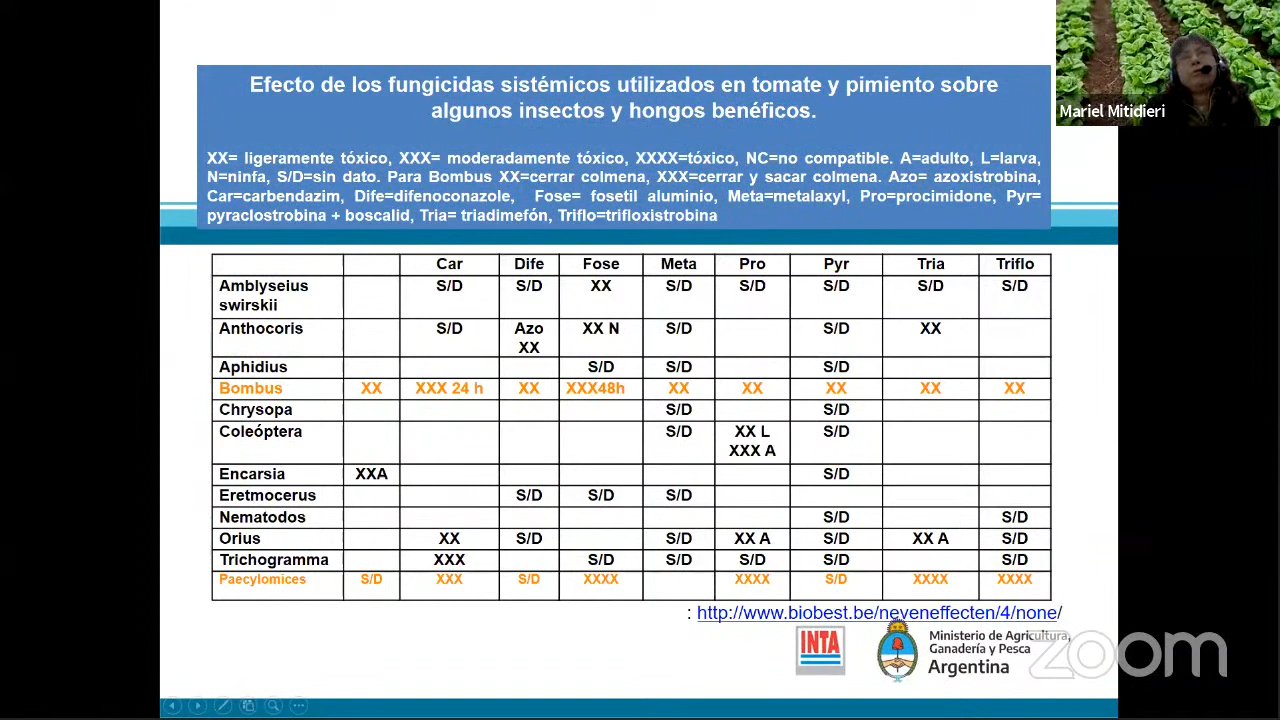 Mariel Mitidieri
Efecto de los fungicidas sistémicos utilizados en tomate y pimiento sobre
algunos insectos y hongos benéficos.
XX= ligeramente tóxico, XXX= moderadamente tóxico, XXXX=tóxico, NC=no compatible. A=adulto, L=larva,
N=ninfa, S/D=sin dato. Para Bombus XX=cerrar colmena, XXX=cerrar y sacar colmena. Azo= azoxistrobina,
Car=carbendazim, Dife=difenoconazole, Fose= fosetil aluminio, Meta=metalaxyl, Pro=procimidone, Pyr=
pyraclostrobina + boscalid, Tria= triadimefón, Triflo=trifloxistrobina
Car Dife Fose Meta Pro Pyr Tria Triflo
Amblyseius S/D S/D XX S/D S/D S/D S/D S/D
swirskii
Anthocoris S/D Azo XX N S/D S/D XX
XX
Aphidius S/D S/D S/D
Bombus XX XXX 24 h XX XXX48h XX XX XX XX XX
Chrysopa S/D S/D
Coleóptera S/D XX L S/D
XXX A
Encarsia XXA S/D
Eretmocerus S/D S/D S/D
Nematodos S/D S/D
Orius XX S/D S/D XX A S/D XX A S/D
Trichogramma XXX S/D S/D S/D S/D S/D
Paecylomices S/D XXX S/D XXXX XXXX S/D XXXX XXXX
: http://www.biobest.be/neveneffecten/4/none/
INTA
Ministerio de Agricultura,
Ganadería y Pesca
Argentina
zoom